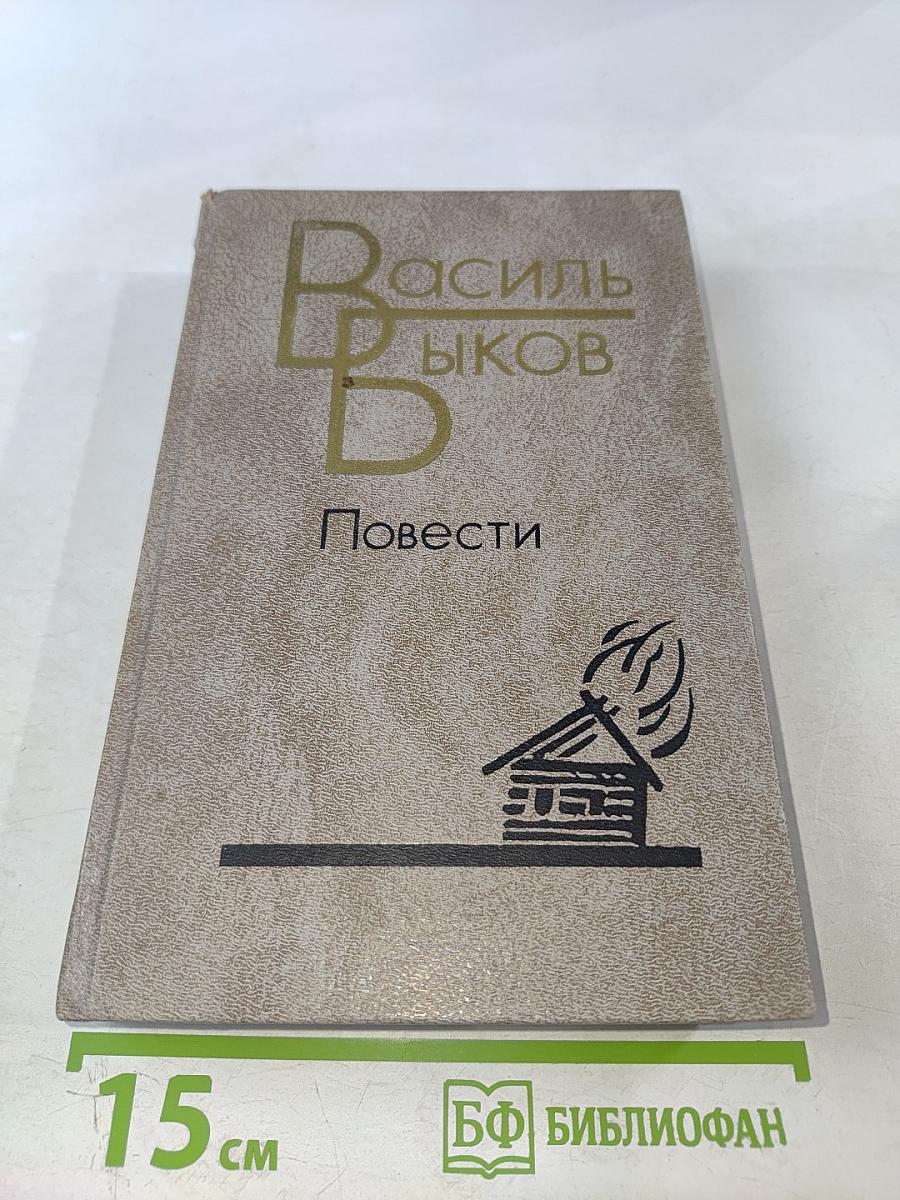 Василь
Быков
Повести
15 см
БФ БИБЛИОФАН